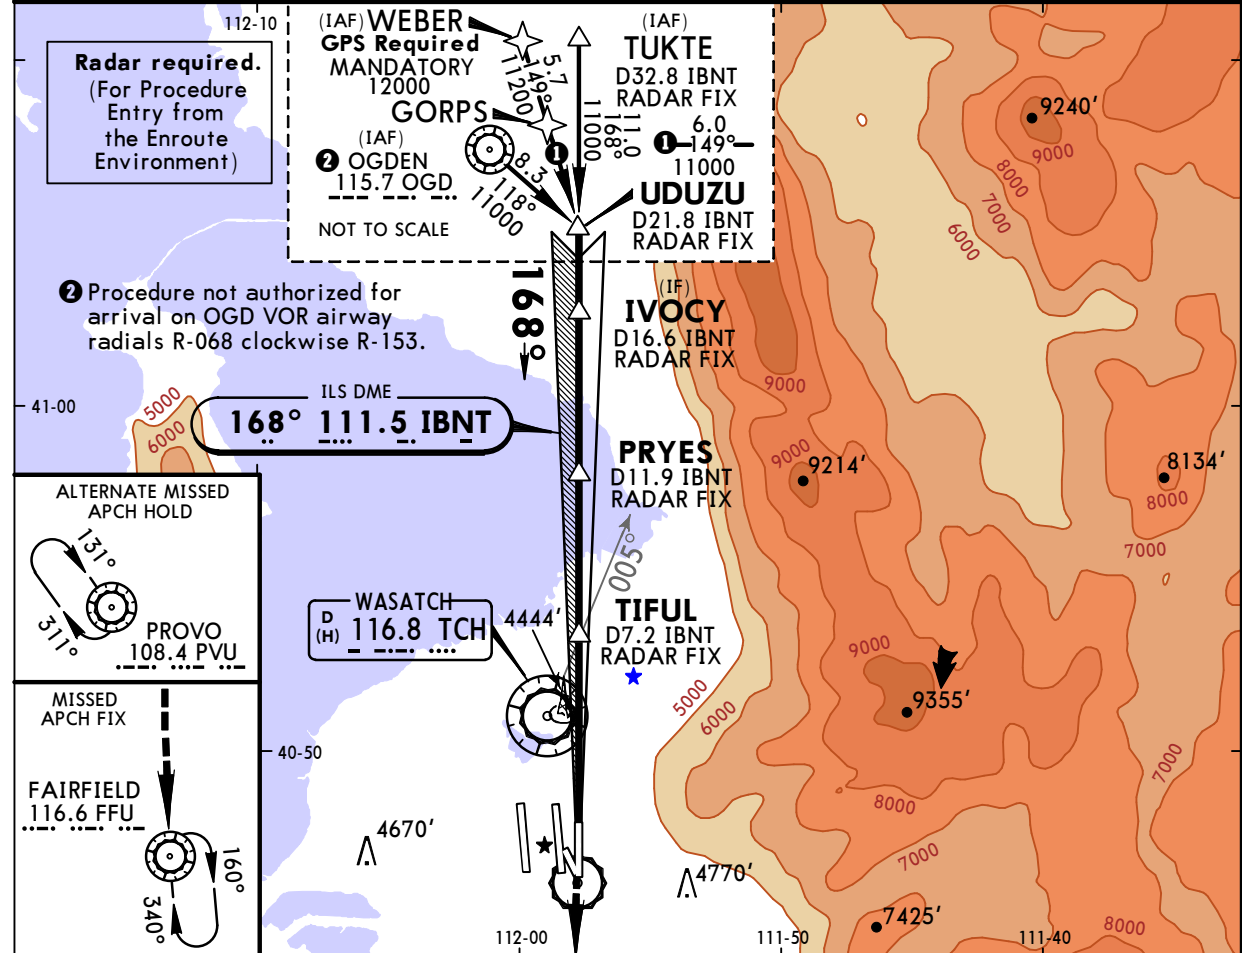 112-10
Radar required.
(For Procedure
Entry from
the Enroute
Environment)
(IAF) WEBER
GPS Required
MANDATORY
12000
GORPS
(IAF)
2 OGDEN
115.7 OGD
NOT TO SCALE
5.7
149°
11200
8.3
118°
11000
1
11.0
168°
11000
(IAF)
TUKTE
D32.8 IBNT
RADAR FIX
6.0
1 149°
11000
UDUZU
D21.8 IBNT
RADAR FIX
9240'
9000
8000
7000
6000
2 Procedure not authorized for
arrival on OGD VOR airway
radials R-068 clockwise R-153.
168°
(IF)
IVOCY
D16.6 IBNT
RADAR FIX
9000
41-00
5000
6000
ILS DME
168° 111.5 IBNT
PRYES
D11.9 IBNT
RADAR FIX
9000
9214'
8134'
8000
7000
ALTERNATE MISSED
APCH HOLD
131°
311°
PROVO
108.4 PVU
WASATCH
D
(H) 116.8 TCH
4444'
005°
TIFUL
D7.2 IBNT
RADAR FIX
9000
9355'
5000
6000
MISSED
APCH FIX
FAIRFIELD
116.6 FFU
160°
340°
40-50
8000
7000
7000
4670'
4770'
7425'
8000
112-00
111-50
111-40